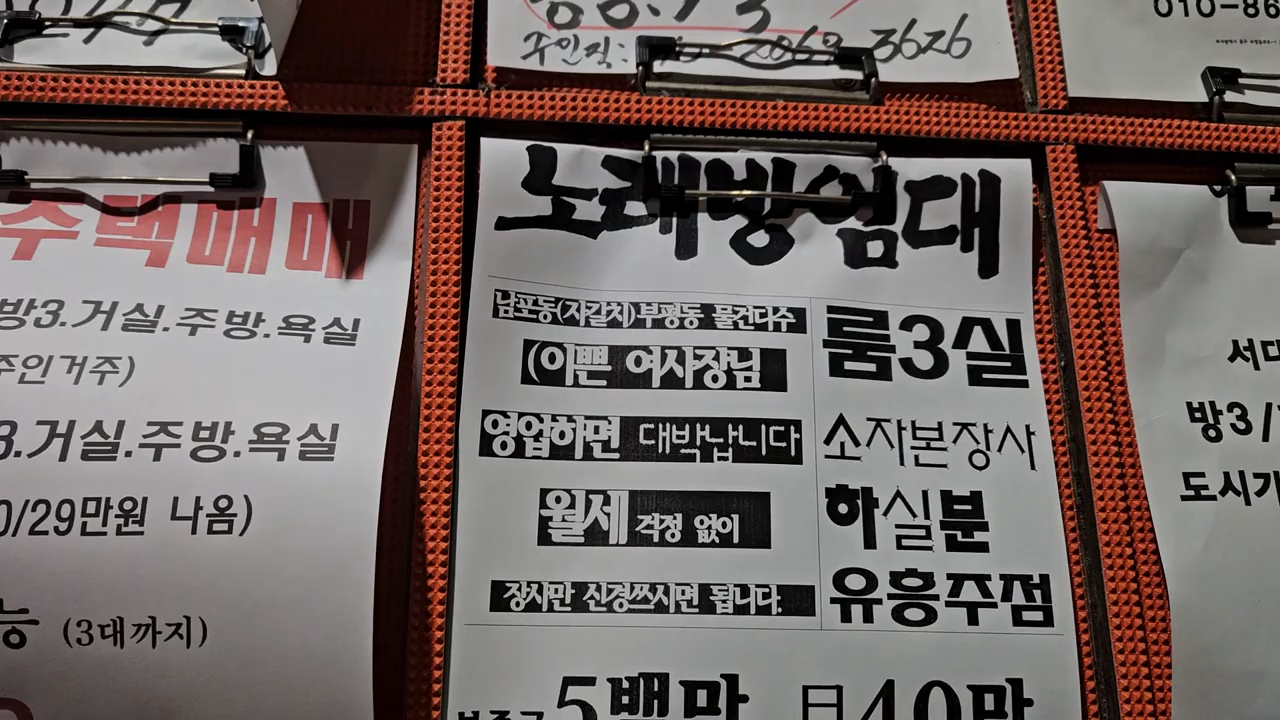 주인직: 2069 3626
010-86
주택매매
방3.거실.주방.욕실
주인거주)
3.거실.주방.욕실
0/29만원 나옴)
능 (3대까지)
노래방임대
남포동(자갈치)부평동 물건다수
(이쁜 여사장님
영업하면 대박납니다
월세 걱정 없이
장사만 신경쓰시면 됩니다.
룸3실
소자본장사
하실분
유흥주점
5백만 日40만
서대
방3/
도시가